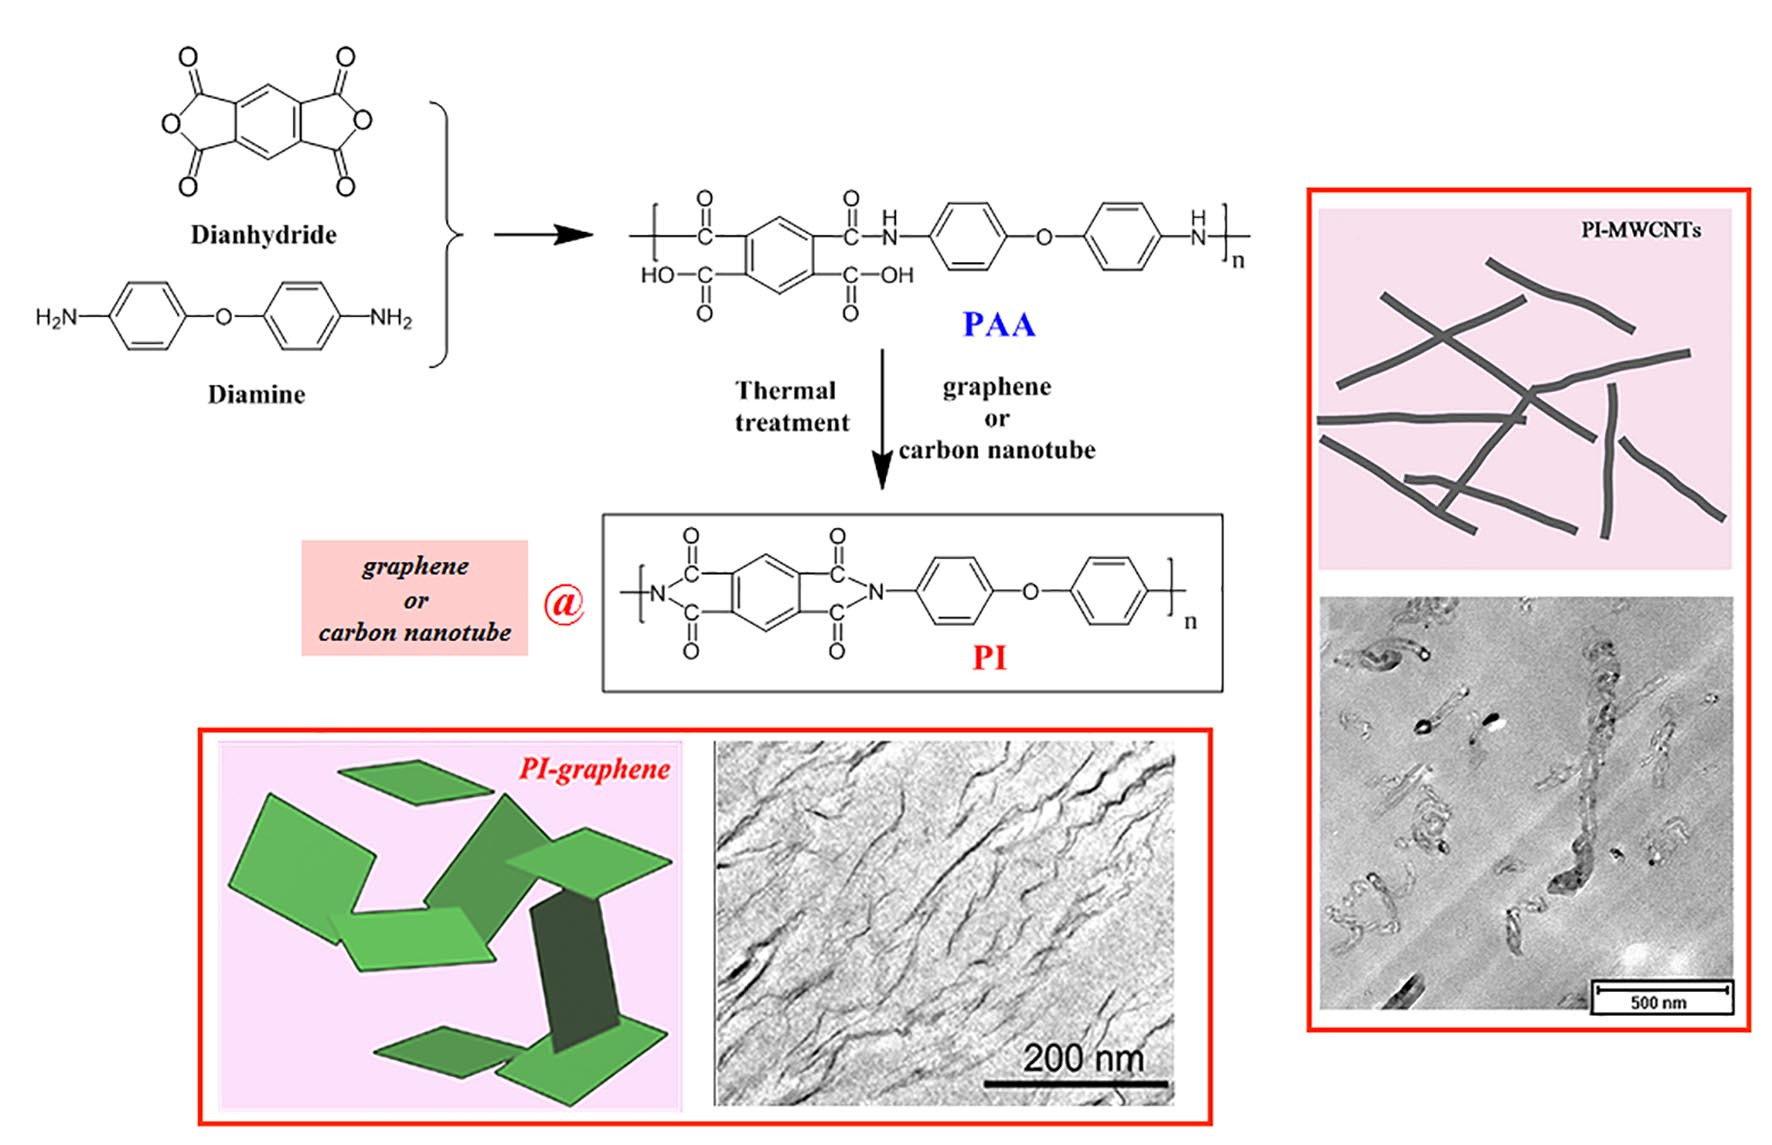 O O
O O
O O
Dianhydride
H2N O NH2
Diamine
O O H H
N O N n
HO OH
O O
PAA
Thermal
treatment
graphene
or
carbon nanotube
graphene
or
carbon nanotube
@
O O
N N O n
O O
PI
PI-graphene
200 nm
PI-MWCNTs
500 nm